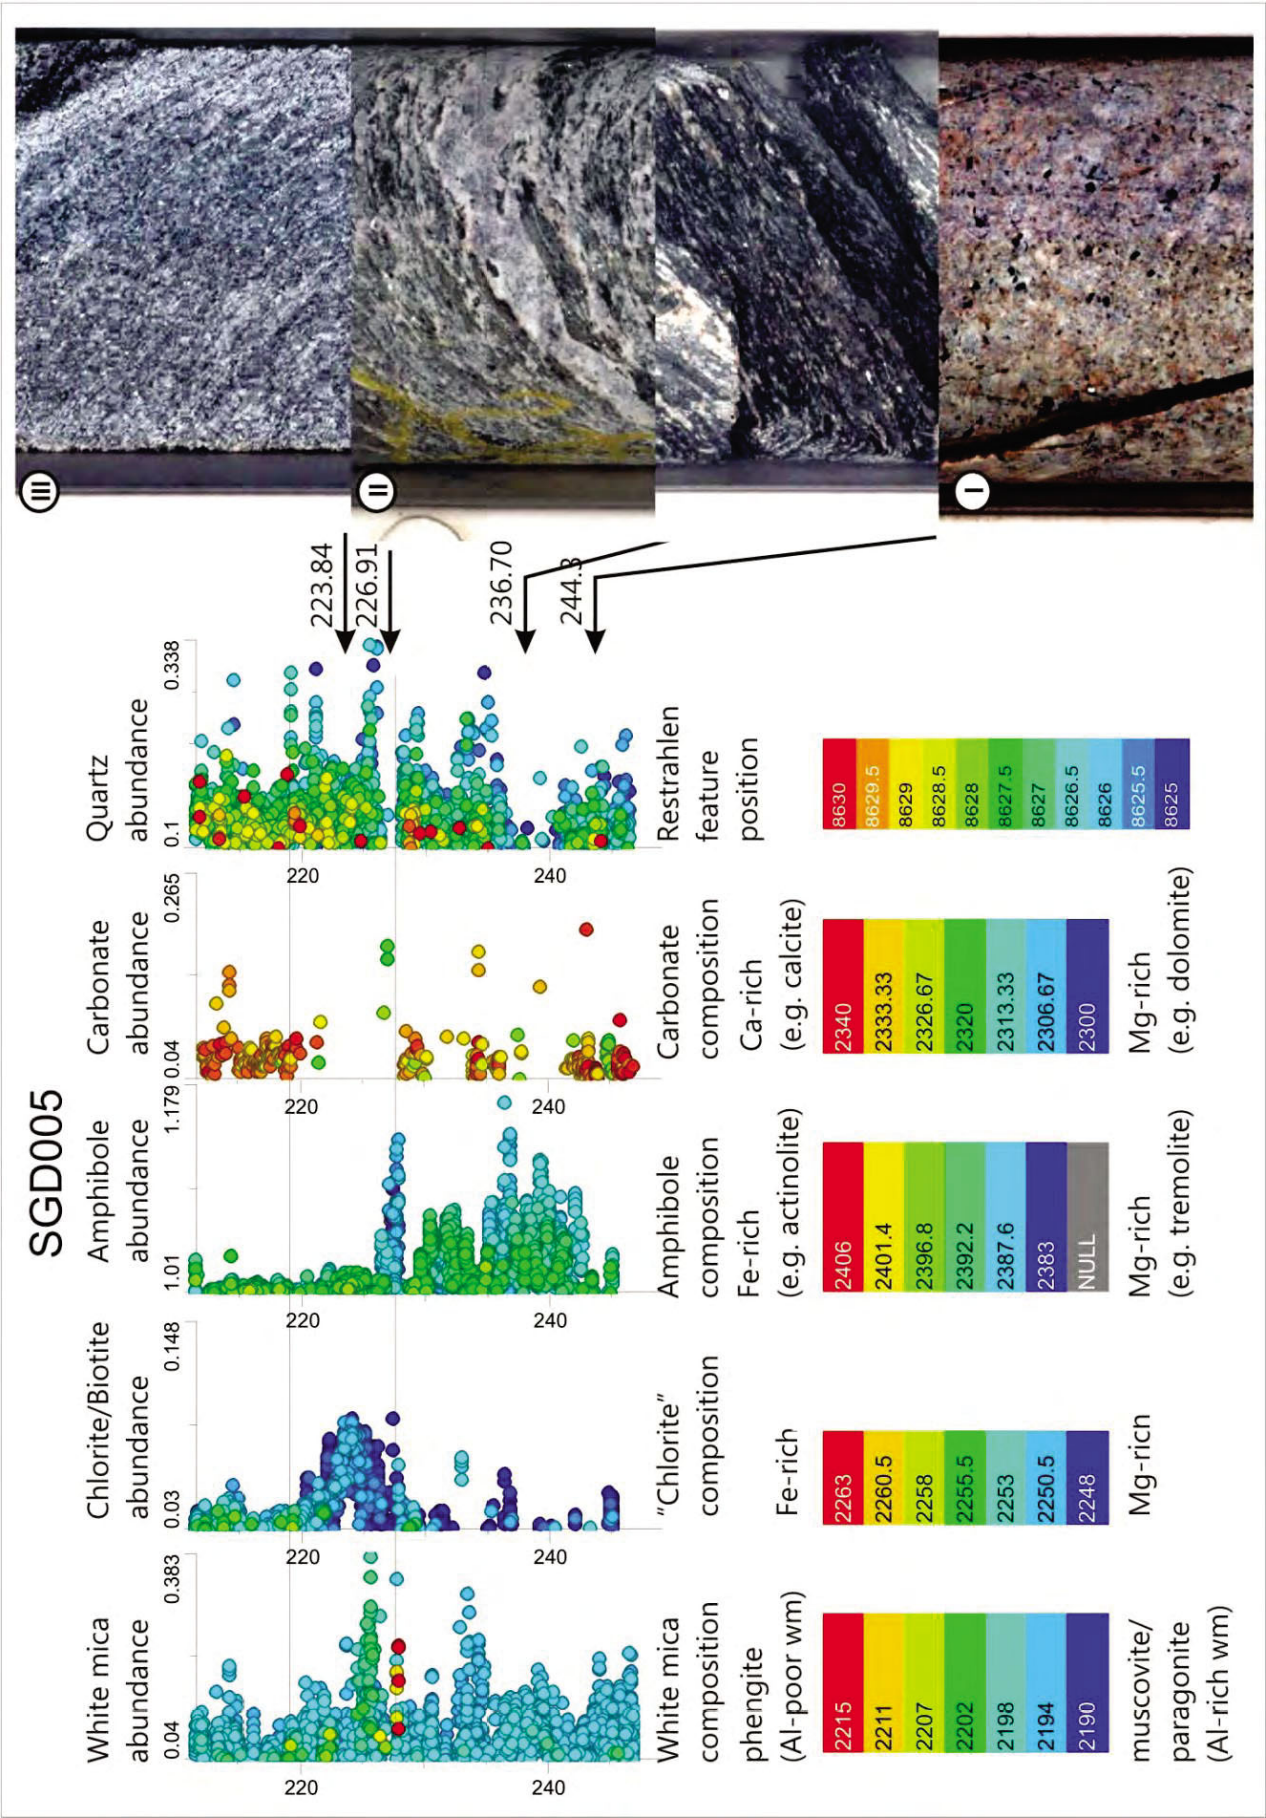 SGD005
White mica
abundance
0.04
0.383
220
240
White mica
composition
phengite
(Al-poor wm)
2215
2211
2207
2202
2198
2194
2190
muscovite/
paragonite
(Al-rich wm)
Chlorite/Biotite
abundance
0.03
0.148
220
240
"Chlorite"
composition
Fe-rich
2263
2260.5
2258
2255.5
2253
2250.5
2248
Mg-rich
Amphibole
abundance
1.01
1.179
220
240
Amphibole
composition
Fe-rich
(e.g. actinolite)
2406
2401.4
2396.8
2392.2
2387.6
2383
NULL
Mg-rich
(e.g. tremolite)
Carbonate
abundance
0.04
0.265
220
240
Carbonate
composition
Ca-rich
(e.g. calcite)
2340
2333.33
2326.67
2320
2313.33
2306.67
2300
Mg-rich
(e.g. dolomite)
Quartz
abundance
0.1
0.338
220
240
Restrahlen
feature
position
8630
8629.5
8629
8628.5
8628
8627.5
8627
8626.5
8626
8625.5
8625
223.84
226.91
236.70
244.3
III
II
I